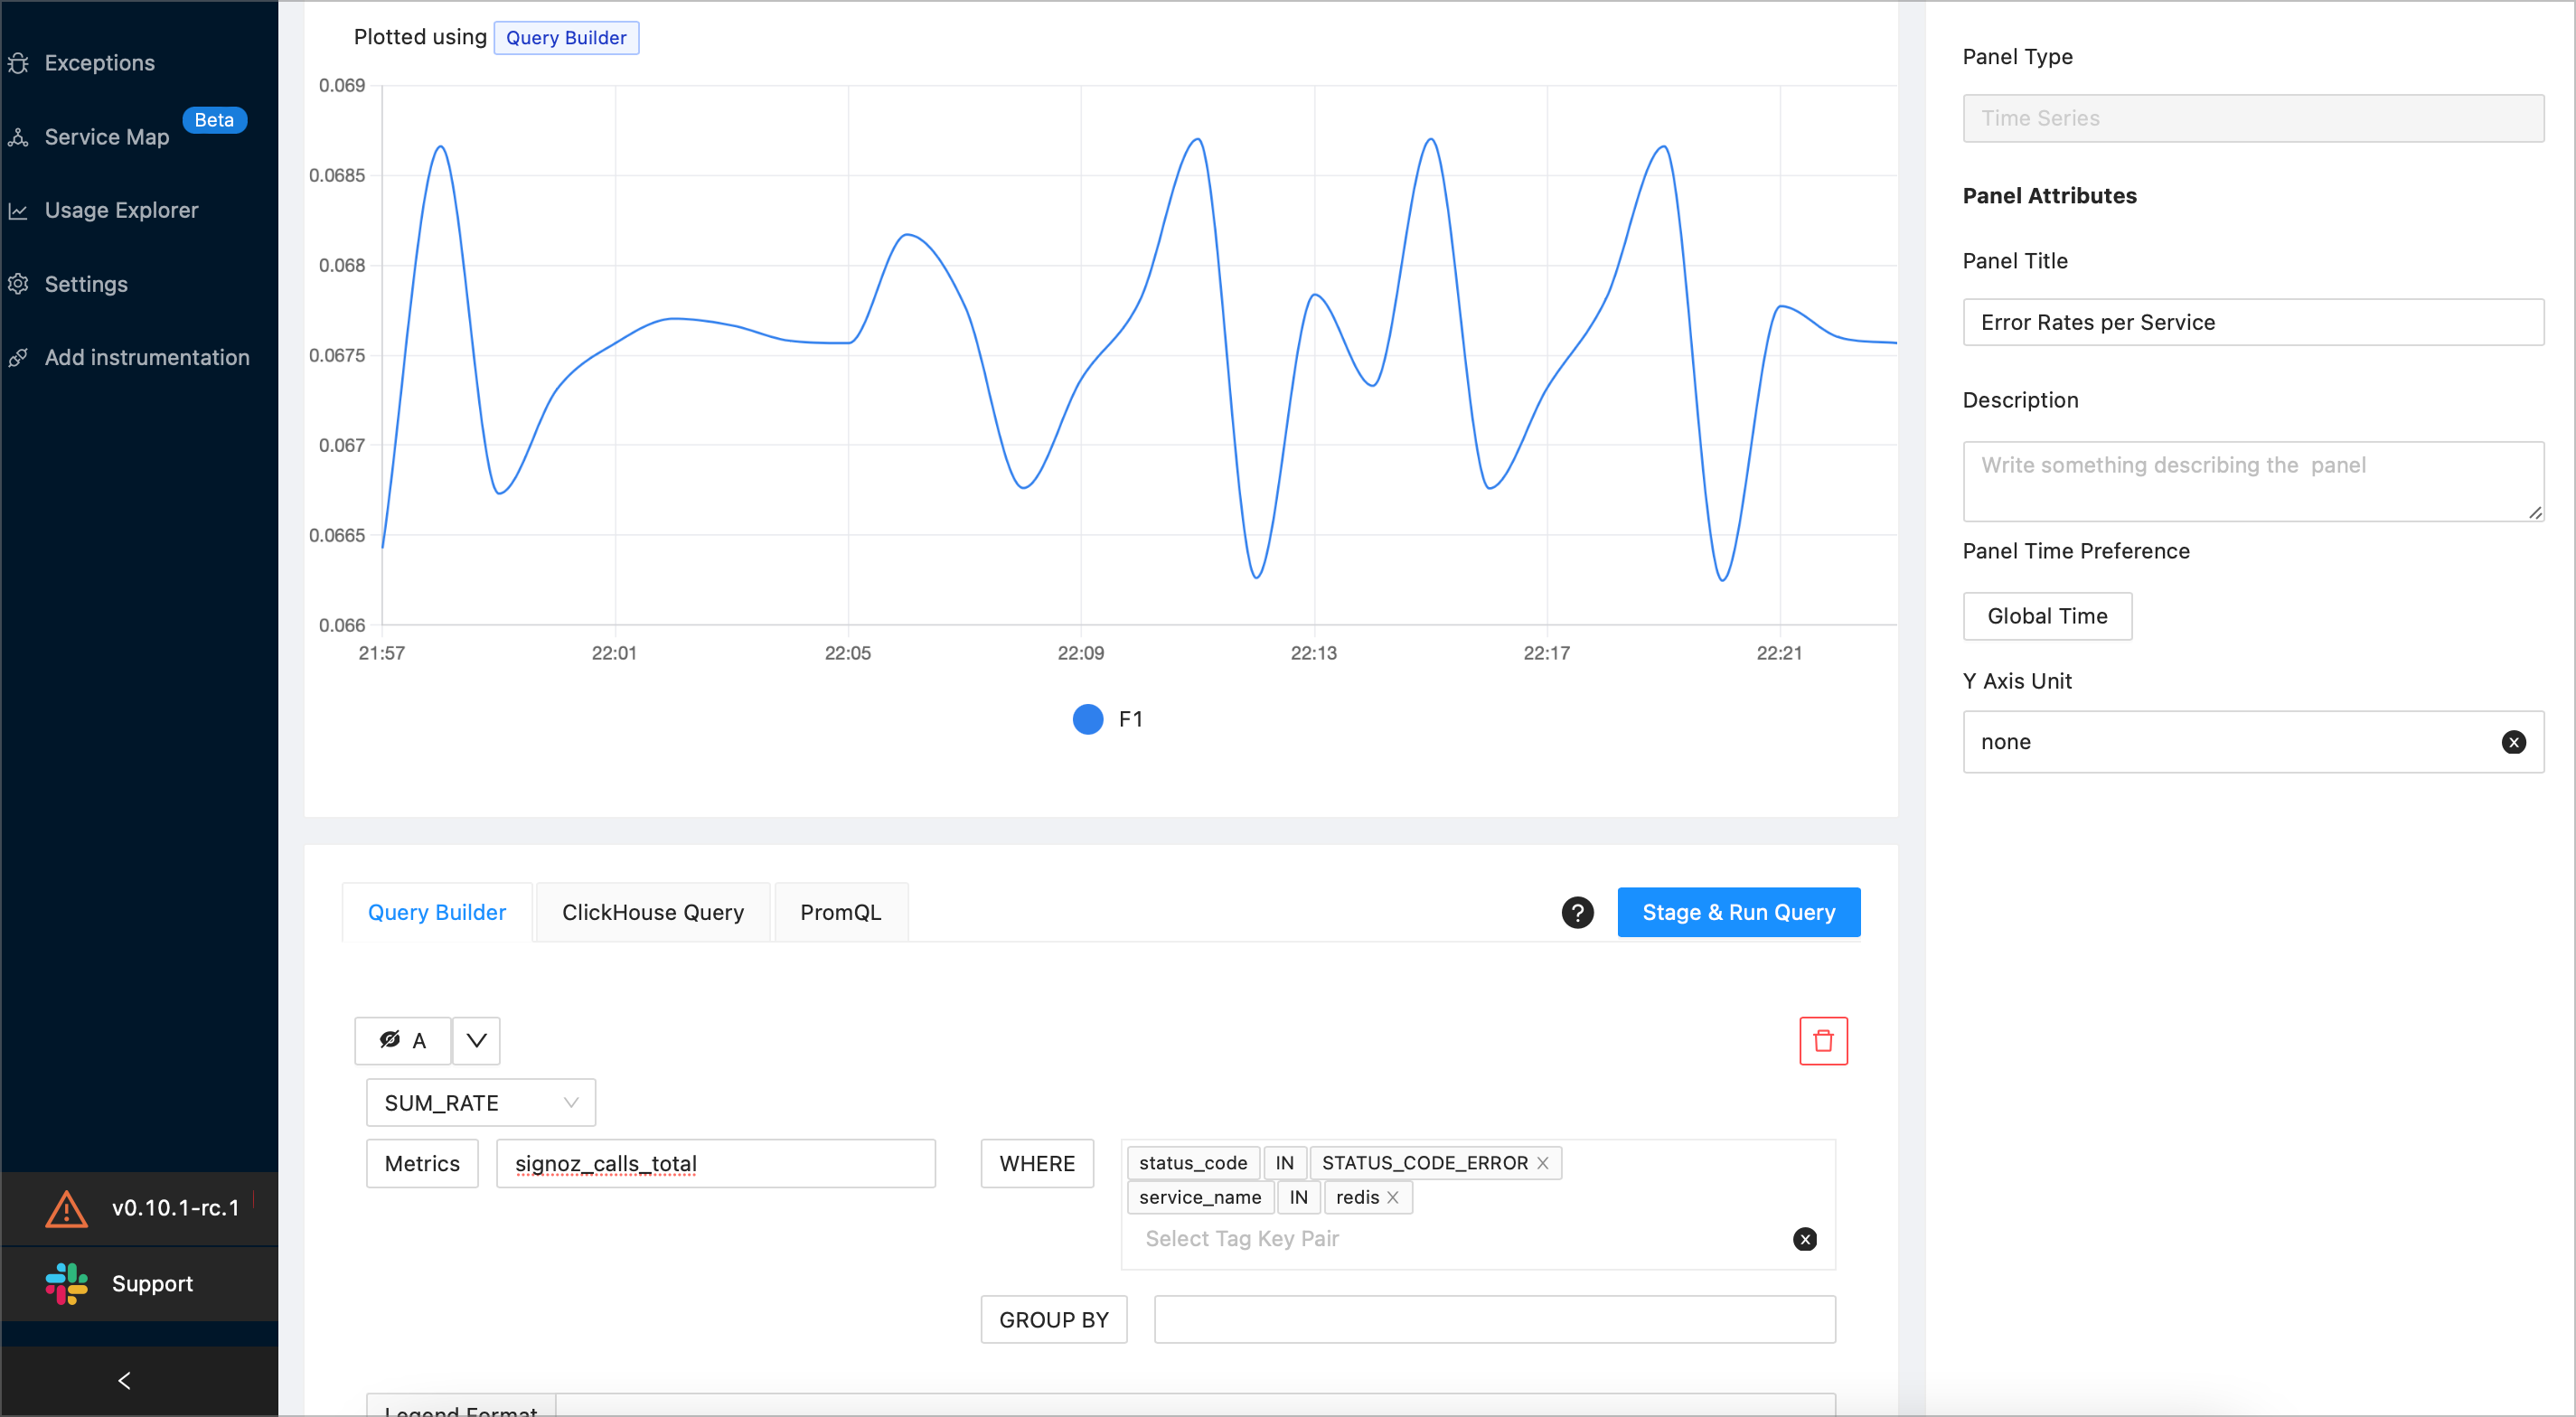 Exceptions
Service Map
Beta
Usage Explorer
Settings
Add instrumentation
v0.10.1-rc.1
Support
Plotted using Query Builder
0.069
0.0685
0.068
0.0675
0.067
0.0665
0.066
21:57 22:01 22:05 22:09 22:13 22:17 22:21
F1
Query Builder ClickHouse Query PromQL
? Stage & Run Query
A
SUM_RATE
Metrics signoz_calls_total
WHERE
status_code IN STATUS_CODE_ERROR
service_name IN redis
Select Tag Key Pair
GROUP BY
Legend Format
Panel Type
Time Series
Panel Attributes
Panel Title
Error Rates per Service
Description
Write something describing the  panel
Panel Time Preference
Global Time
Y Axis Unit
none